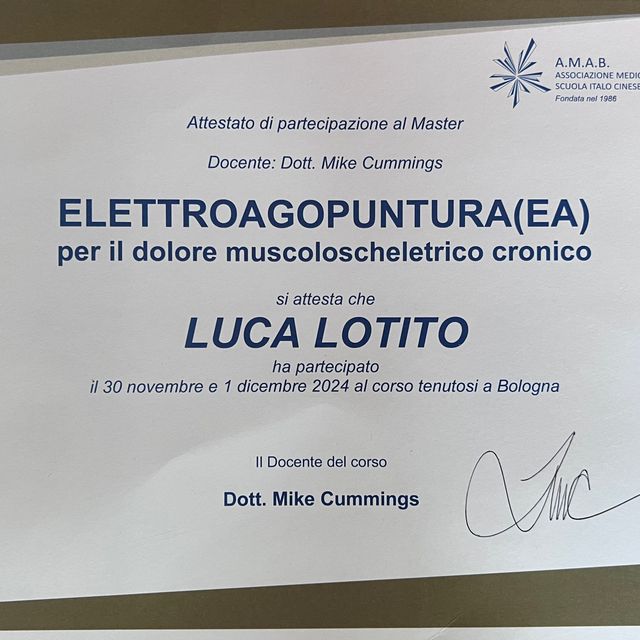 A.M.A.B.
ASSOCIAZIONE MEDIC
SCUOLA ITALO CINESE
Fondata nel 1986
Attestato di partecipazione al Master
Docente: Dott. Mike Cummings
ELETTROAGOPUNTURA(EA)
per il dolore muscoloscheletrico cronico
si attesta che
LUCA LOTITO
ha partecipato
il 30 novembre e 1 dicembre 2024 al corso tenutosi a Bologna
Il Docente del corso
Dott. Mike Cummings